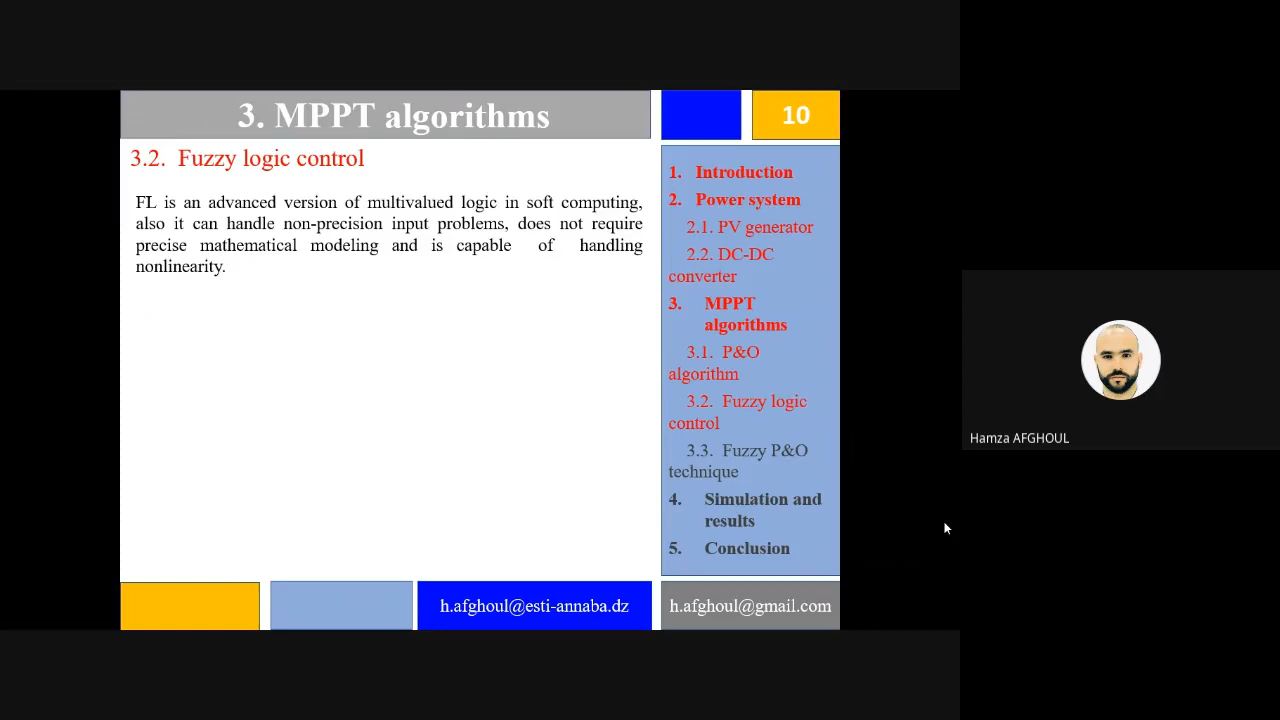 3. MPPT algorithms
10
3.2. Fuzzy logic control
FL is an advanced version of multivalued logic in soft computing,
also it can handle non-precision input problems, does not require
precise mathematical modeling and is capable of handling
nonlinearity.
1. Introduction
2. Power system
2.1. PV generator
2.2. DC-DC
converter
3. MPPT
algorithms
3.1. P&O
algorithm
3.2. Fuzzy logic
control
3.3. Fuzzy P&O
technique
4. Simulation and
results
5. Conclusion
h.afghoul@esti-annaba.dz
h.afghoul@gmail.com
Hamza AFGHOUL